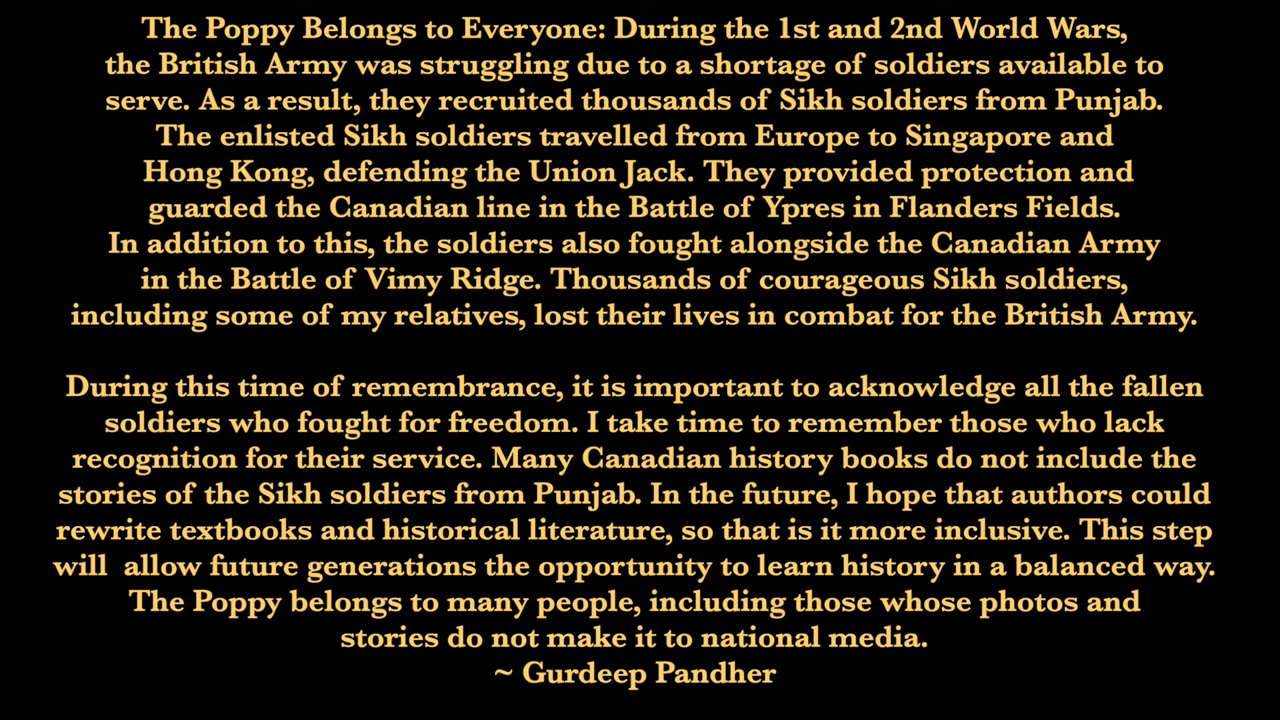 The Poppy Belongs to Everyone: During the 1st and 2nd World Wars,
the British Army was struggling due to a shortage of soldiers available to
serve. As a result, they recruited thousands of Sikh soldiers from Punjab.
The enlisted Sikh soldiers travelled from Europe to Singapore and
Hong Kong, defending the Union Jack. They provided protection and
guarded the Canadian line in the Battle of Ypres in Flanders Fields.
In addition to this, the soldiers also fought alongside the Canadian Army
in the Battle of Vimy Ridge. Thousands of courageous Sikh soldiers,
including some of my relatives, lost their lives in combat for the British Army.
During this time of remembrance, it is important to acknowledge all the fallen
soldiers who fought for freedom. I take time to remember those who lack
recognition for their service. Many Canadian history books do not include the
stories of the Sikh soldiers from Punjab. In the future, I hope that authors could
rewrite textbooks and historical literature, so that is it more inclusive. This step
will  allow future generations the opportunity to learn history in a balanced way.
The Poppy belongs to many people, including those whose photos and
stories do not make it to national media.
~ Gurdeep Pandher